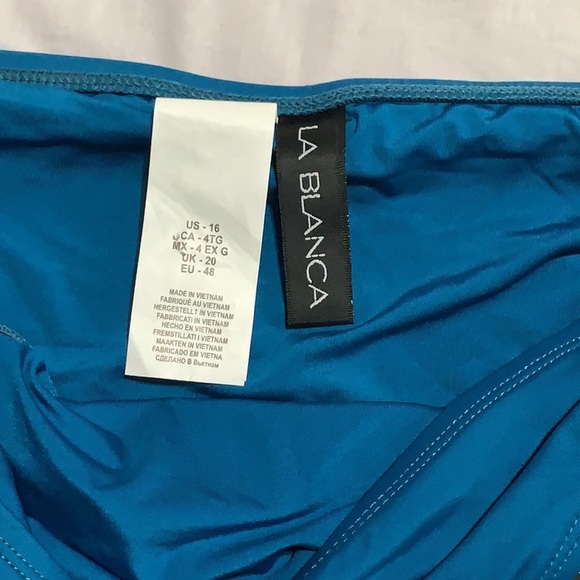 US - 16
CA - 4TG
MX - 4 EX G
UK - 20
EU - 48
MADE IN VIETNAM
FABRIQUÉ AU VIETNAM
HERGESTELLT IN VIETNAM
FABBRICATI IN VIETNAM
HECHO EN VIETNAM
FREMSTILLAT I VIETNAM
MAAKTEN IN VIETNAM
FABRICADO EM VIETNA
СДЕЛАНО В Вьетнам
LA BLANCA